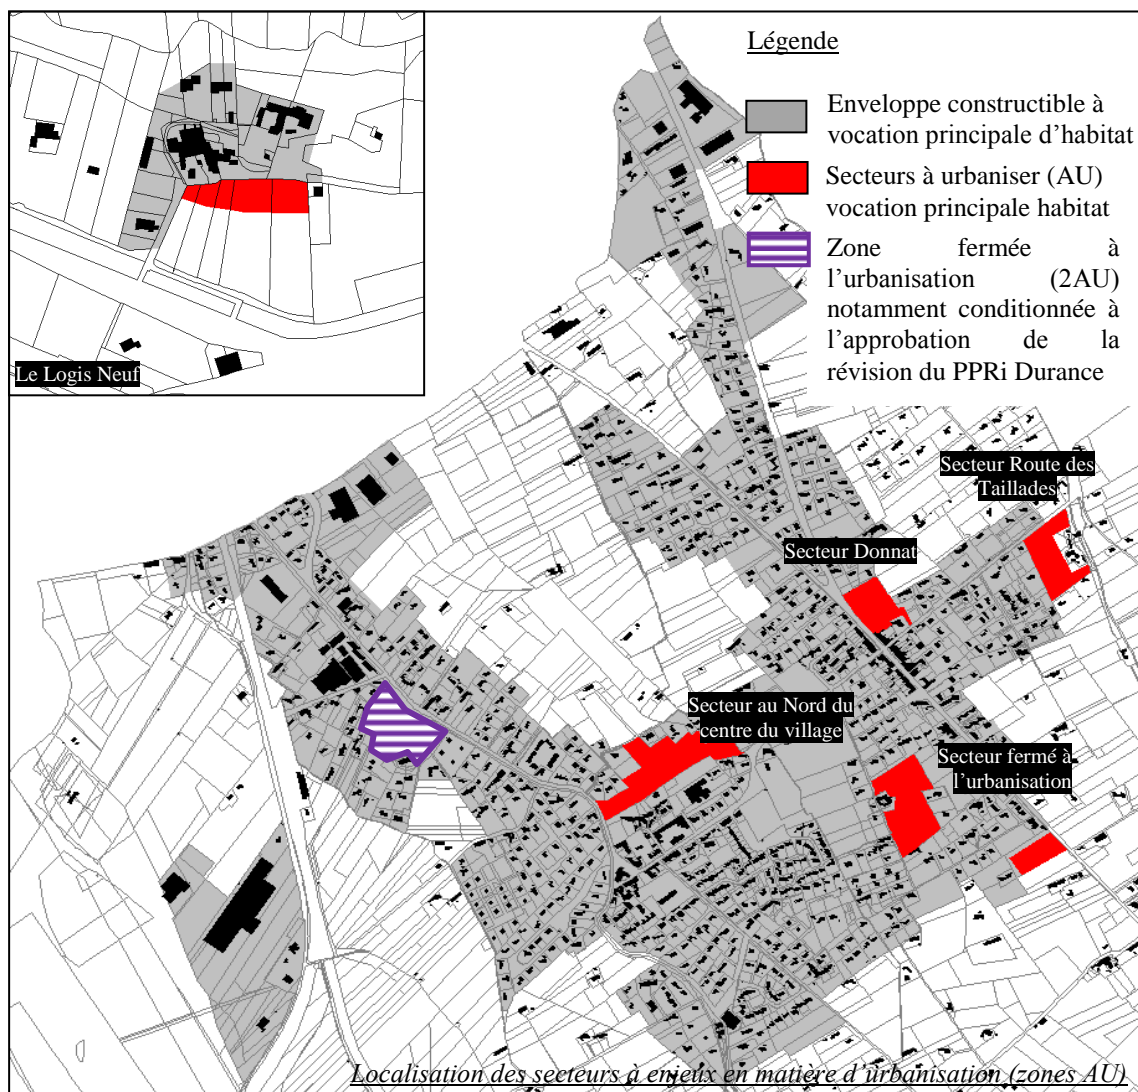 Légende
Enveloppe constructible à
vocation principale d'habitat
Secteurs à urbaniser (AU)
vocation principale habitat
Zone fermée à
l'urbanisation (2AU)
notamment conditionnée à
l'approbation de la
révision du PPRi Durance
Le Logis Neuf
Secteur Route des
Taillades
Secteur Donnat
Secteur au Nord du
centre du village
Secteur fermé à
l'urbanisation
Localisation des secteurs à enjeux en matière d'urbanisation (zones AU)